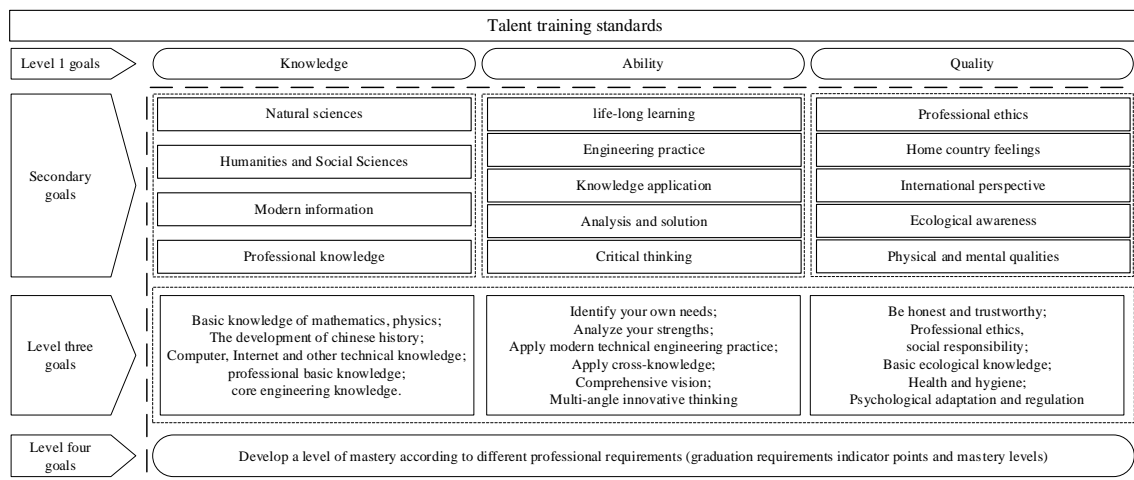 Talent training standards
Level 1 goals
Knowledge
Ability
Quality
Secondary
goals
Natural sciences
Humanities and Social Sciences
Modern information
Professional knowledge
life-long learning
Engineering practice
Knowledge application
Analysis and solution
Critical thinking
Professional ethics
Home country feelings
International perspective
Ecological awareness
Physical and mental qualities
Level three
goals
Basic knowledge of mathematics, physics;
The development of chinese history;
Computer, Internet and other technical knowledge;
professional basic knowledge;
core engineering knowledge.
Identify your own needs;
Analyze your strengths;
Apply modern technical engineering practice;
Apply cross-knowledge;
Comprehensive vision;
Multi-angle innovative thinking
Be honest and trustworthy;
Professional ethics,
social responsibility;
Basic ecological knowledge;
Health and hygiene;
Psychological adaptation and regulation
Level four
goals
Develop a level of mastery according to different professional requirements (graduation requirements indicator points and mastery levels)